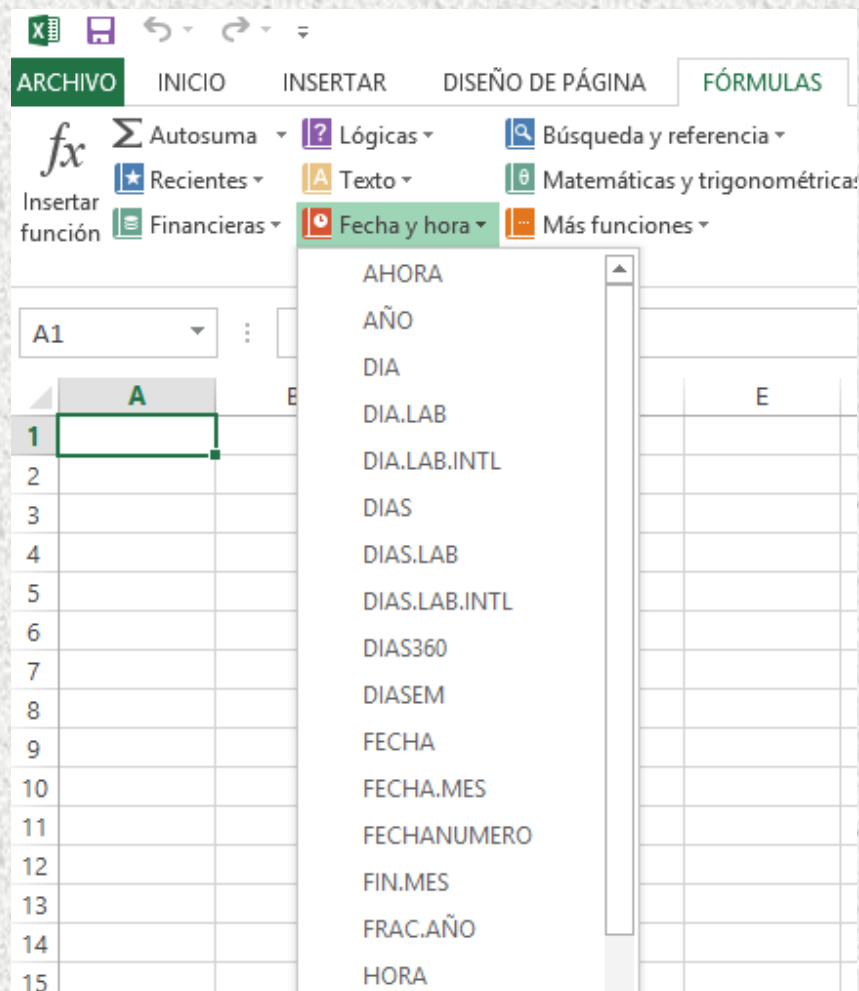 ARCHIVO INICIO INSERTAR DISEÑO DE PÁGINA FÓRMULAS
fx Insertar función
Autosuma Lógicas Búsqueda y referencia
Recientes Texto Matemáticas y trigonométricas
Financieras Fecha y hora Más funciones
A1
A B E
AHORA
AÑO
DIA
DIA.LAB
DIA.LAB.INTL
DIAS
DIAS.LAB
DIAS.LAB.INTL
DIAS360
DIASEM
FECHA
FECHA.MES
FECHANUMERO
FIN.MES
FRAC.AÑO
HORA
1
2
3
4
5
6
7
8
9
10
11
12
13
14
15